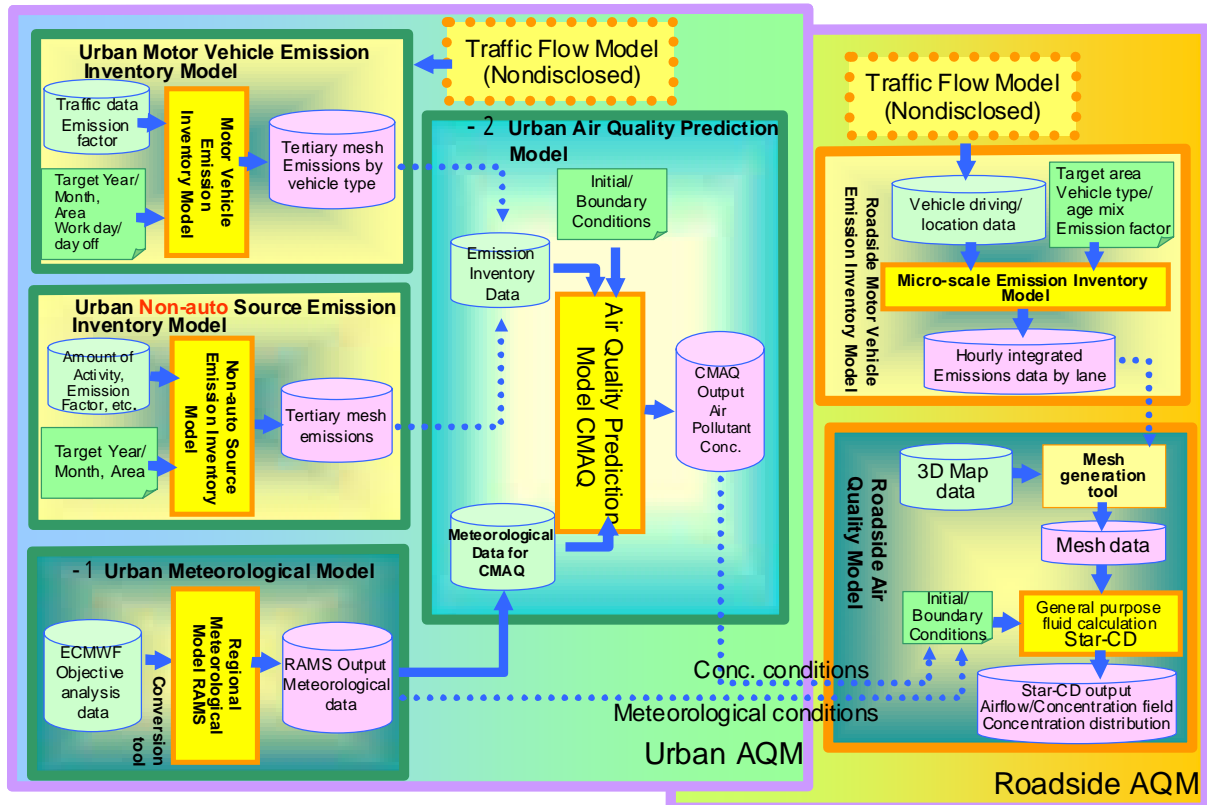 Urban Motor Vehicle Emission
Inventory Model
Traffic data
Emission
factor
Target Year/
Month,
Area
Work day/
day off
Motor Vehicle
Emission
Inventory Model
Tertiary mesh
Emissions by
vehicle type
Traffic Flow Model
(Nondisclosed)
Urban Non-auto Source Emission
Inventory Model
Amount of
Activity,
Emission
Factor, etc.
Target Year/
Month, Area
Non-auto Source
Emission Inventory
Model
Tertiary mesh
emissions
-1 Urban Meteorological Model
ECMWF
Objective
analysis
data
Conversion
tool
Regional
Meteorological
Model RAMS
RAMS Output
Meteorological
data
-2 Urban Air Quality Prediction
Model
Initial/
Boundary
Conditions
Emission
Inventory
Data
Air Quality Prediction
Model CMAQ
CMAQ
Output
Air
Pollutant
Conc.
Meteorological
Data for
CMAQ
Conc. conditions
Meteorological conditions
Urban AQM
Traffic Flow Model
(Nondisclosed)
Roadside Motor Vehicle
Emission Inventory Model
Vehicle driving/
location data
Target area
Vehicle type/
age mix
Emission factor
Micro-scale Emission Inventory
Model
Hourly integrated
Emissions data by lane
Roadside Air
Quality Model
3D Map
data
Mesh
generation
tool
Mesh data
Initial/
Boundary
Conditions
General purpose
fluid calculation
Star-CD
Star-CD output
Airflow/Concentration field
Concentration distribution
Roadside AQM